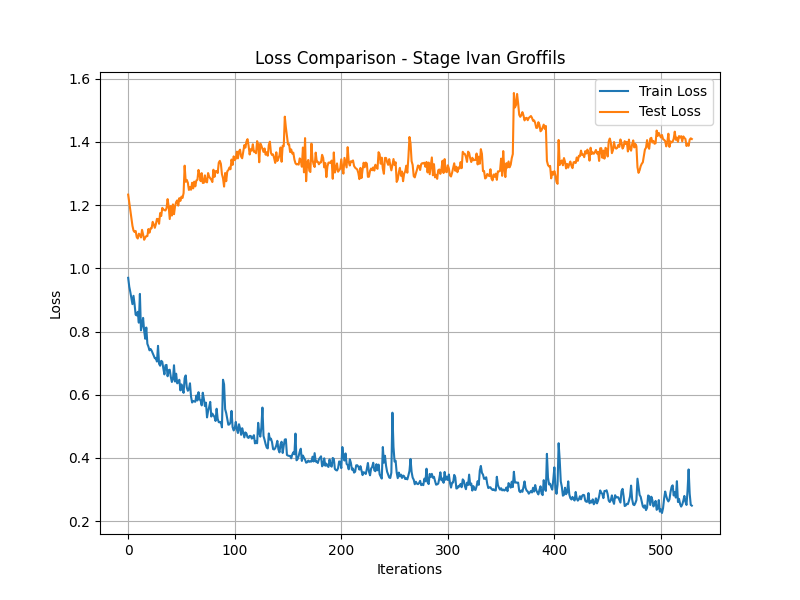 Loss Comparison - Stage Ivan Groffils
Train Loss
Test Loss
1.6
1.4
1.2
1.0
0.8
0.6
0.4
0.2
Loss
0 100 200 300 400 500
Iterations